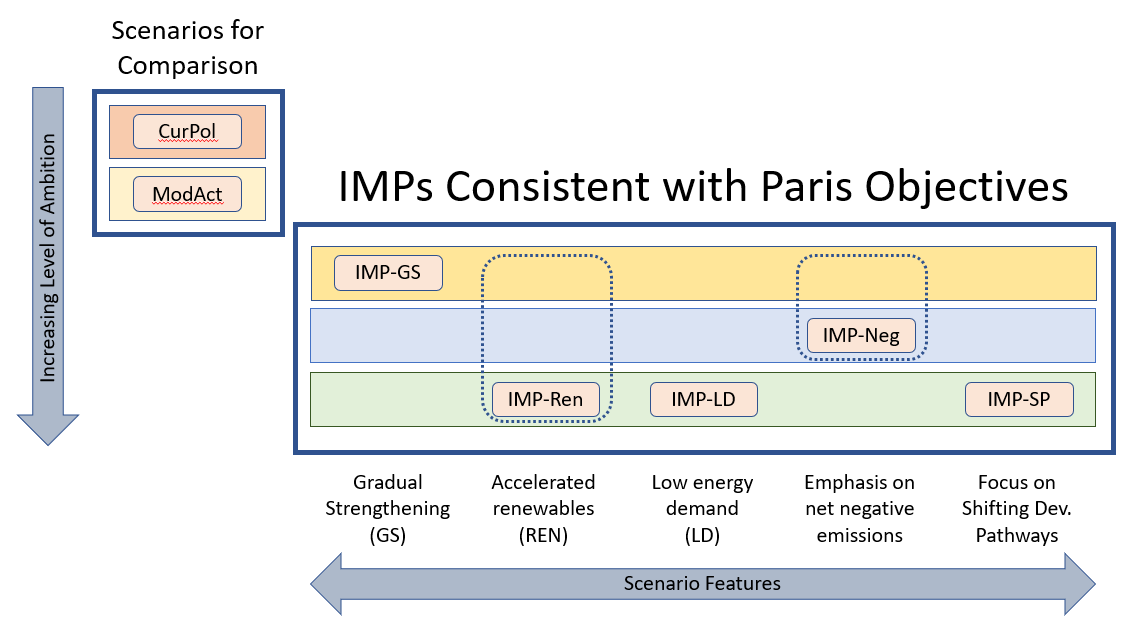 Scenarios for
Comparison
CurPol
ModAct
Increasing Level of Ambition
IMPs Consistent with Paris Objectives
IMP-GS
IMP-Neg
IMP-Ren
IMP-LD
IMP-SP
Gradual
Strengthening
(GS)
Accelerated
renewables
(REN)
Low energy
demand
(LD)
Emphasis on
net negative
emissions
Focus on
Shifting Dev.
Pathways
Scenario Features